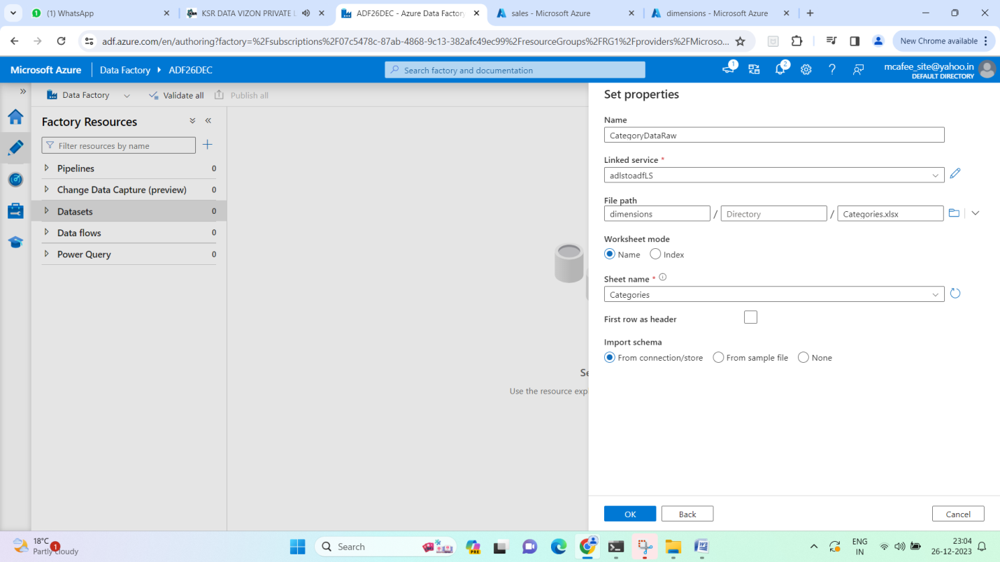 (1) WhatsApp
KSR DATA VIZON PRIVATE L
ADF26DEC - Azure Data Factory
sales - Microsoft Azure
dimensions - Microsoft Azure
adf.azure.com/en/authoring?factory=%2Fsubscriptions%2F07c5478c-87ab-4868-9c13-382afc49ec99%2FresourceGroups%2FRG1%2Fproviders%2FMicroso...
New Chrome available
Microsoft Azure
Data Factory
ADF26DEC
Search factory and documentation
1
2
mcafee_site@yahoo.in
DEFAULT DIRECTORY
Data Factory
Validate all
Publish all
Factory Resources
Filter resources by name
Pipelines 0
Change Data Capture (preview) 0
Datasets 0
Data flows 0
Power Query 0
Se
Use the resource exp
Set properties
Name
CategoryDataRaw
Linked service *
adlstoadfLS
File path
dimensions / Directory / Categories.xlsx
Worksheet mode
Name Index
Sheet name *
Categories
First row as header
Import schema
From connection/store From sample file None
OK Back Cancel
18°C
Partly cloudy
1
Search
PRE
ENG
IN
23:04
26-12-2023